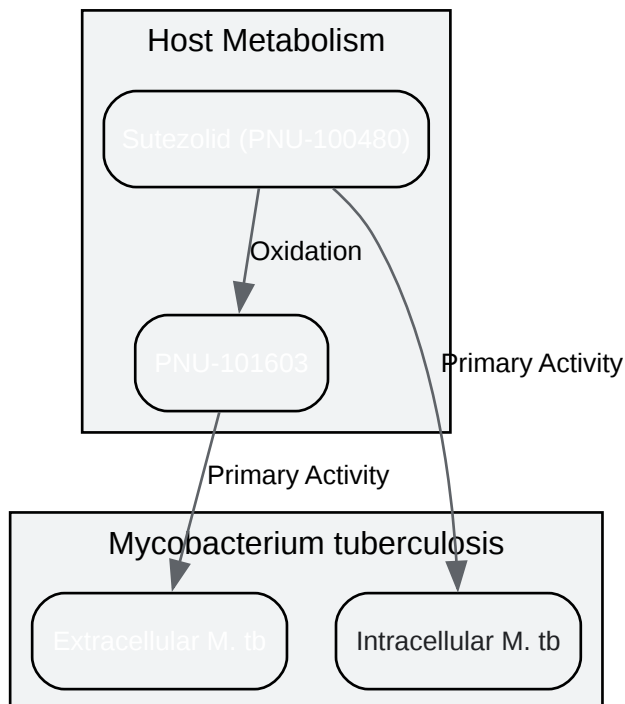 Host Metabolism
Sutezolid (PNU-100480)
Oxidation
PNU-101603
Primary Activity
Primary Activity
Mycobacterium tuberculosis
Extracellular M. tb
Intracellular M. tb